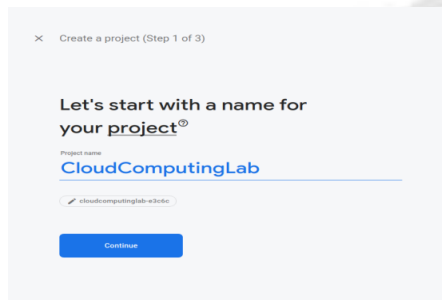 Create a project (Step 1 of 3)
Let's start with a name for
your project
Project name
CloudComputingLab
cloudcomputinglab-e3c6c
Continue